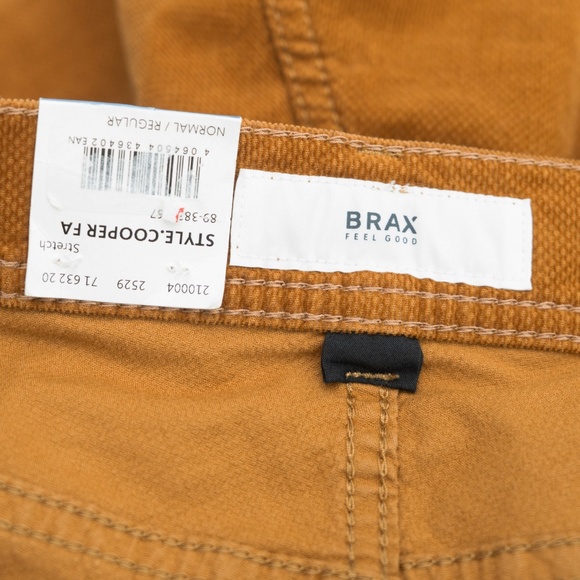 BRAX
FEEL GOOD
210004 2529 71 632 20
Stretch
STYLE.COOPER FA
4 064504 436402 EAN
NORMAL / REGULAR